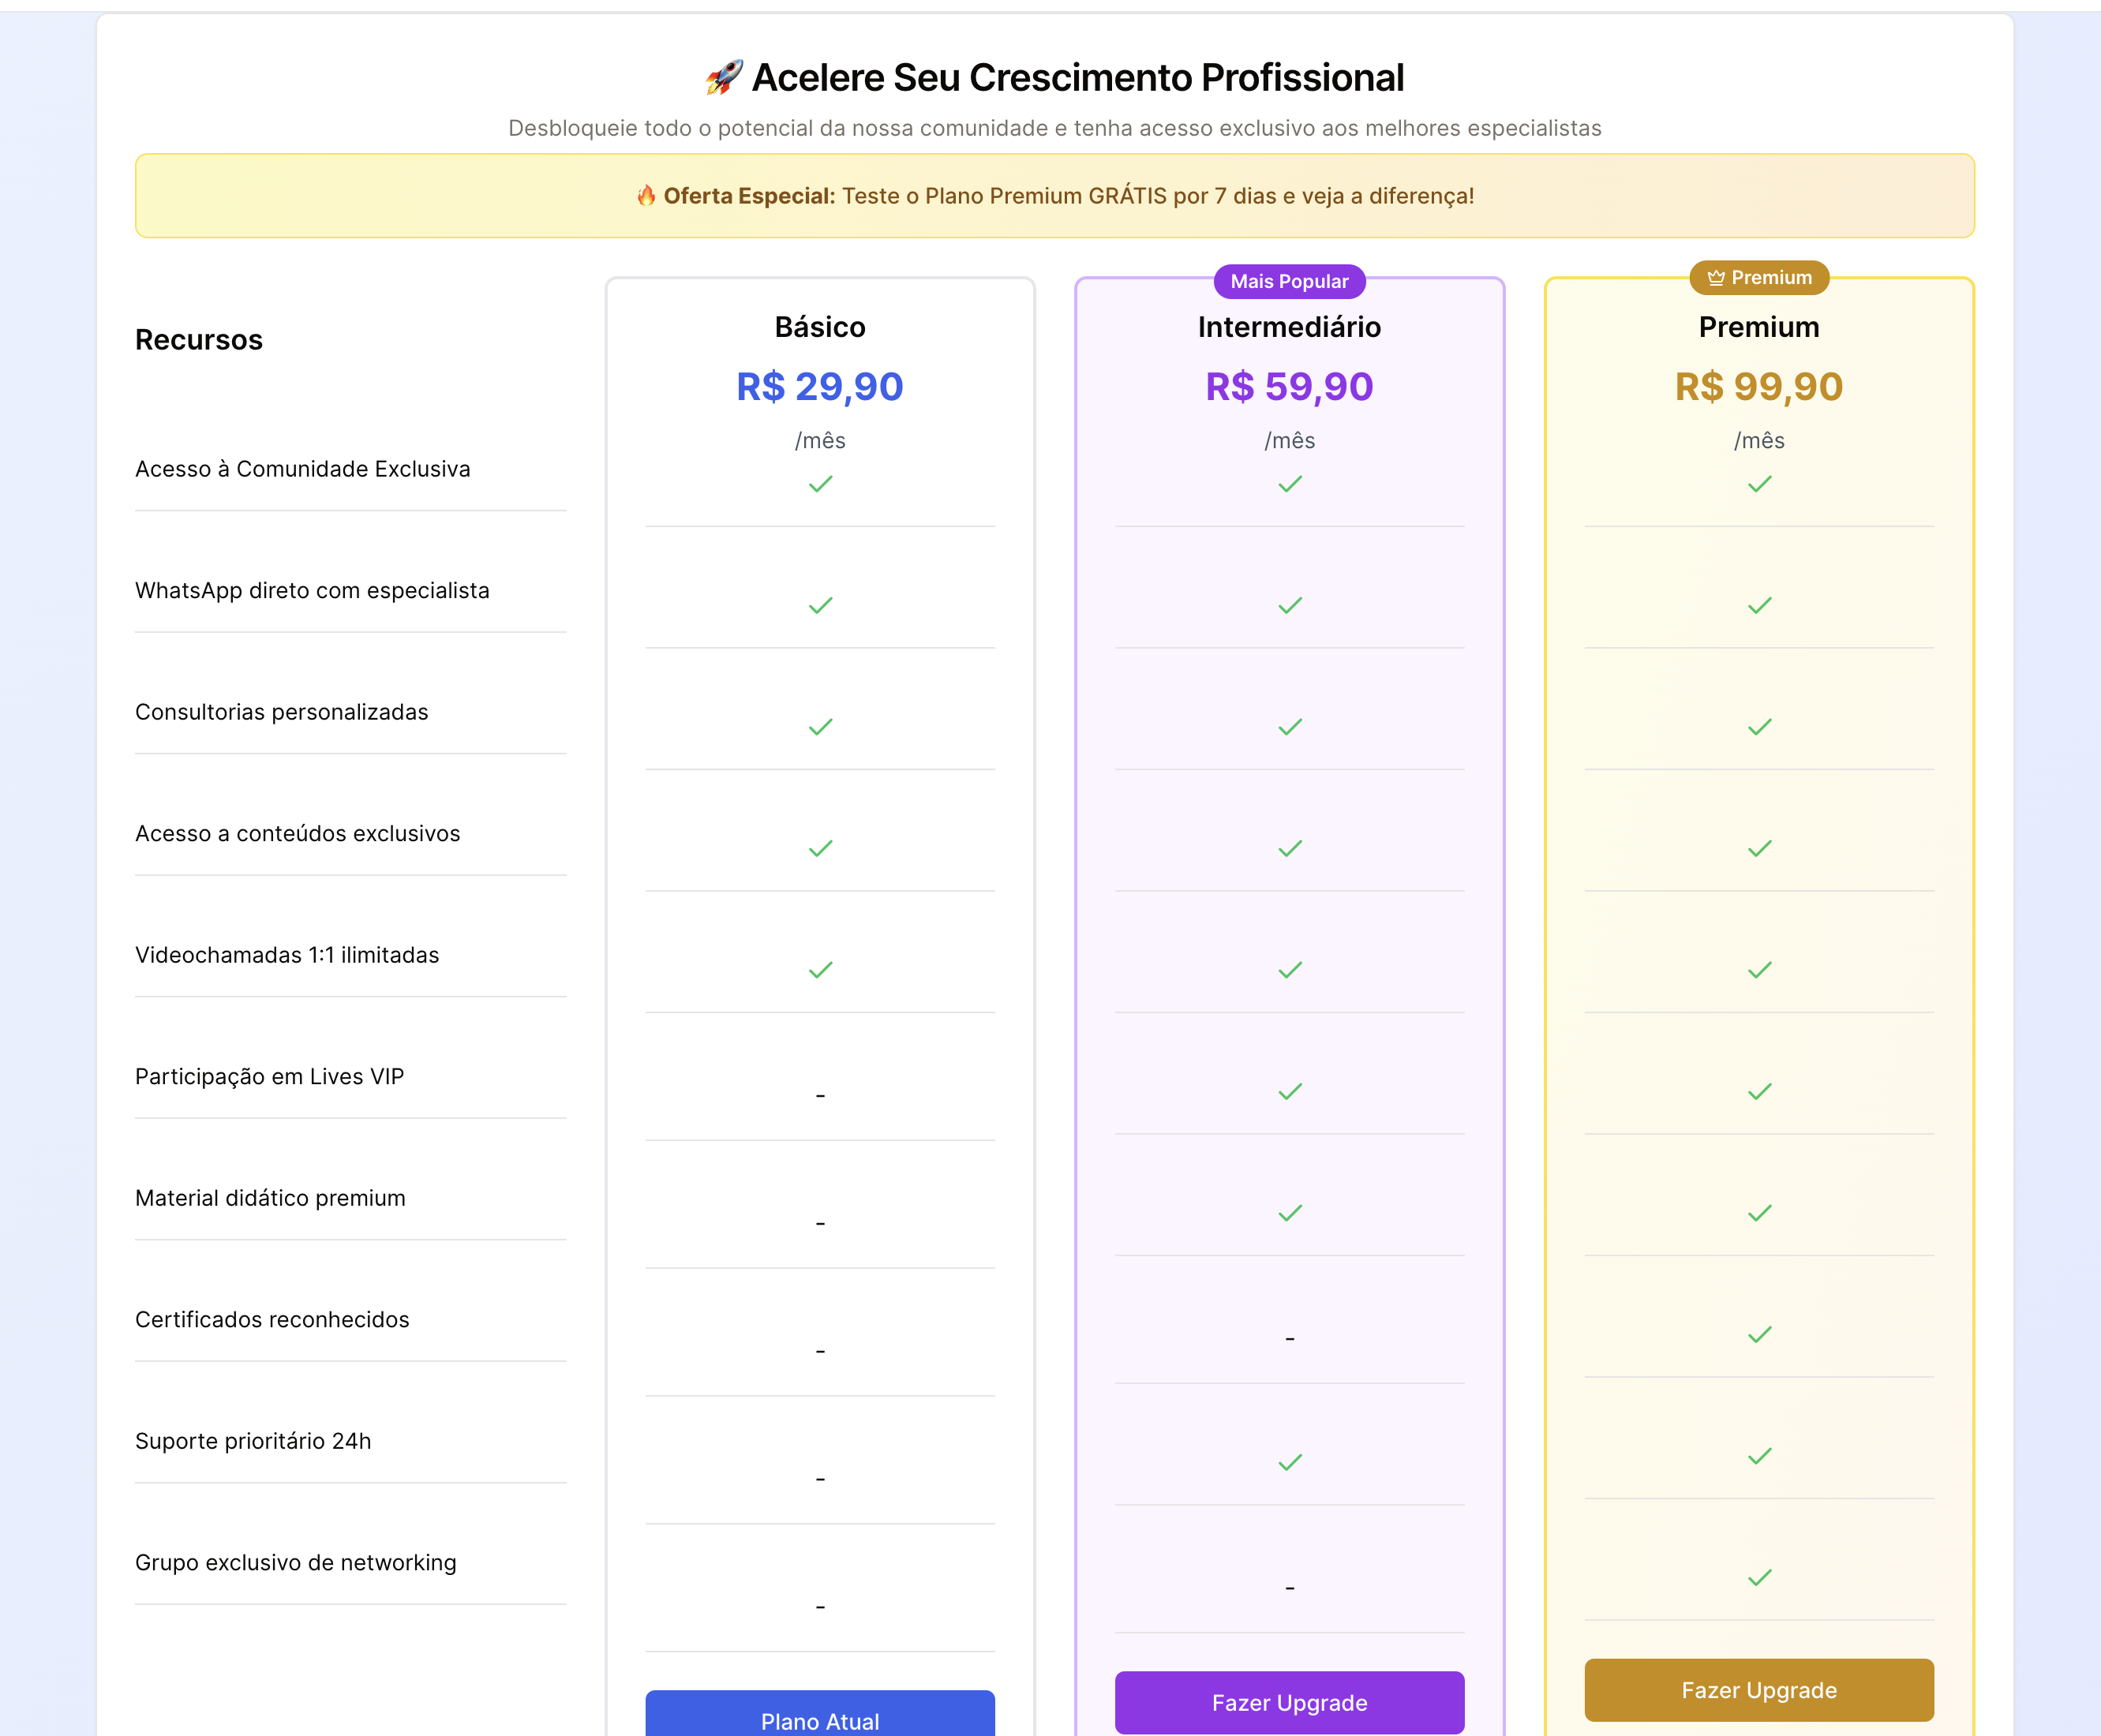 🚀 Acelere Seu Crescimento Profissional
Desbloqueie todo o potencial da nossa comunidade e tenha acesso exclusivo aos melhores especialistas
🔥 Oferta Especial: Teste o Plano Premium GRÁTIS por 7 dias e veja a diferença!
Recursos
Acesso à Comunidade Exclusiva
WhatsApp direto com especialista
Consultorias personalizadas
Acesso a conteúdos exclusivos
Videochamadas 1:1 ilimitadas
Participação em Lives VIP
Material didático premium
Certificados reconhecidos
Suporte prioritário 24h
Grupo exclusivo de networking
Básico
R$ 29,90
/mês
-
-
-
-
-
Plano Atual
Mais Popular
Intermediário
R$ 59,90
/mês
-
-
Fazer Upgrade
Premium
Premium
R$ 99,90
/mês
Fazer Upgrade